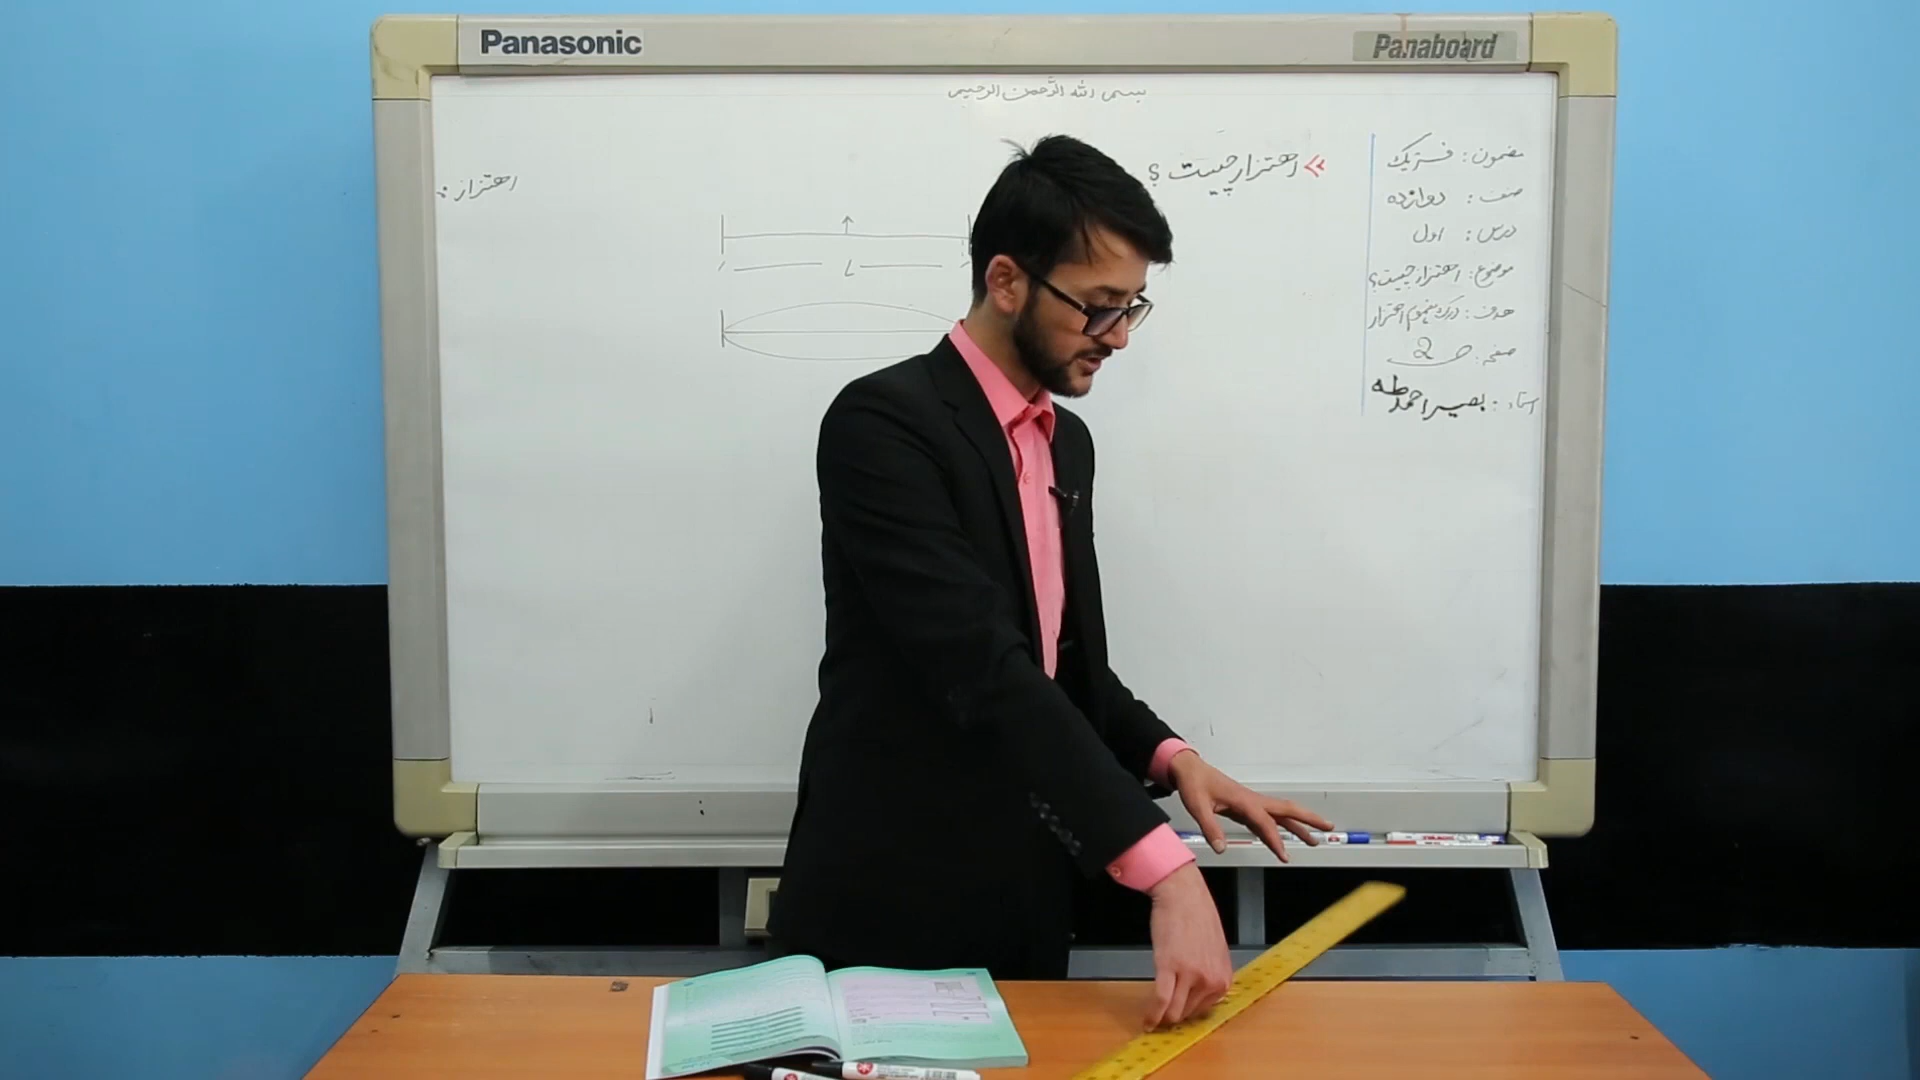 Panasonic
Panaboard
بسم الله الرحمن الرحیم
اهتزاز چیست ؟
اهتزاز :
L
مضمون : فزیک
صنف : دوازده
درس : اول
موضوع : اهتزاز چیست ؟
هدف : درک مفهوم اهتزاز
صفحه : 2
استاد : بصیر احمد طه